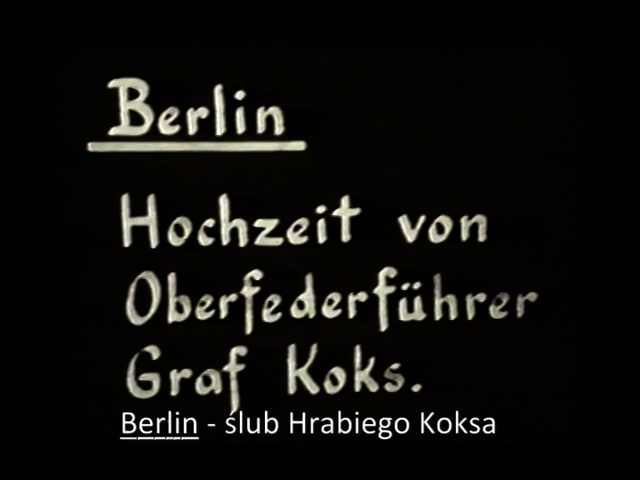 Berlin
Hochzeit von
Oberfederführer
Graf Koks.
Berlin - ślub Hrabiego Koksa